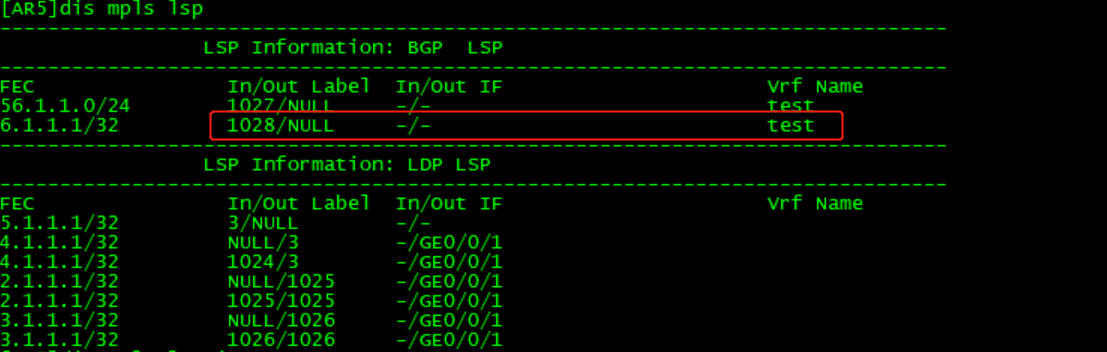 [AR5]dis mpls lsp
-------------------------------------------------------------------------------
                 LSP Information: BGP  LSP
-------------------------------------------------------------------------------
FEC                In/Out Label  In/Out IF                      Vrf Name
56.1.1.0/24        1027/NULL     -/-                            test
6.1.1.1/32         1028/NULL     -/-                            test
-------------------------------------------------------------------------------
                 LSP Information: LDP LSP
-------------------------------------------------------------------------------
FEC                In/Out Label  In/Out IF                      Vrf Name
5.1.1.1/32         3/NULL        -/-
4.1.1.1/32         NULL/3        -/GE0/0/1
4.1.1.1/32         1024/3        -/GE0/0/1
2.1.1.1/32         NULL/1025     -/GE0/0/1
2.1.1.1/32         1025/1025     -/GE0/0/1
3.1.1.1/32         NULL/1026     -/GE0/0/1
3.1.1.1/32         1026/1026     -/GE0/0/1